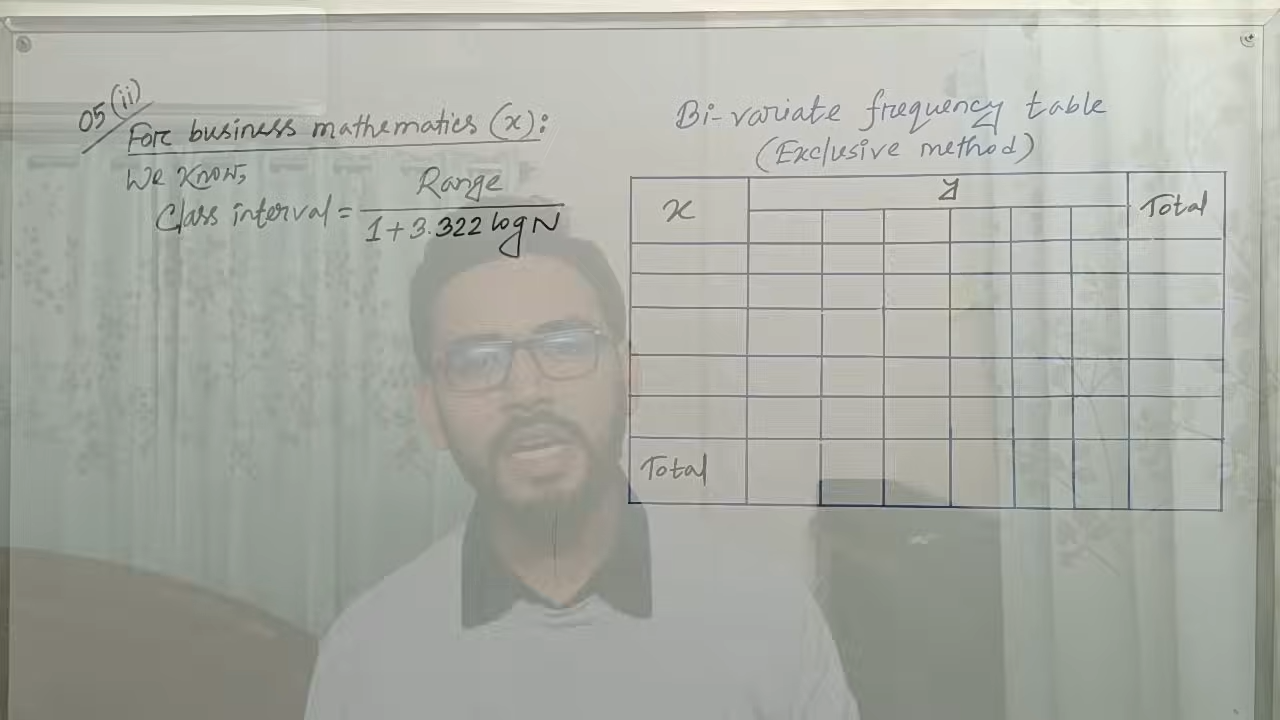 05 (ii)
For business mathematics (x):
We know,
Class interval = Range / 1+3.322 log N
Bi-variate frequency table
(Exclusive method)
x y Total
Total